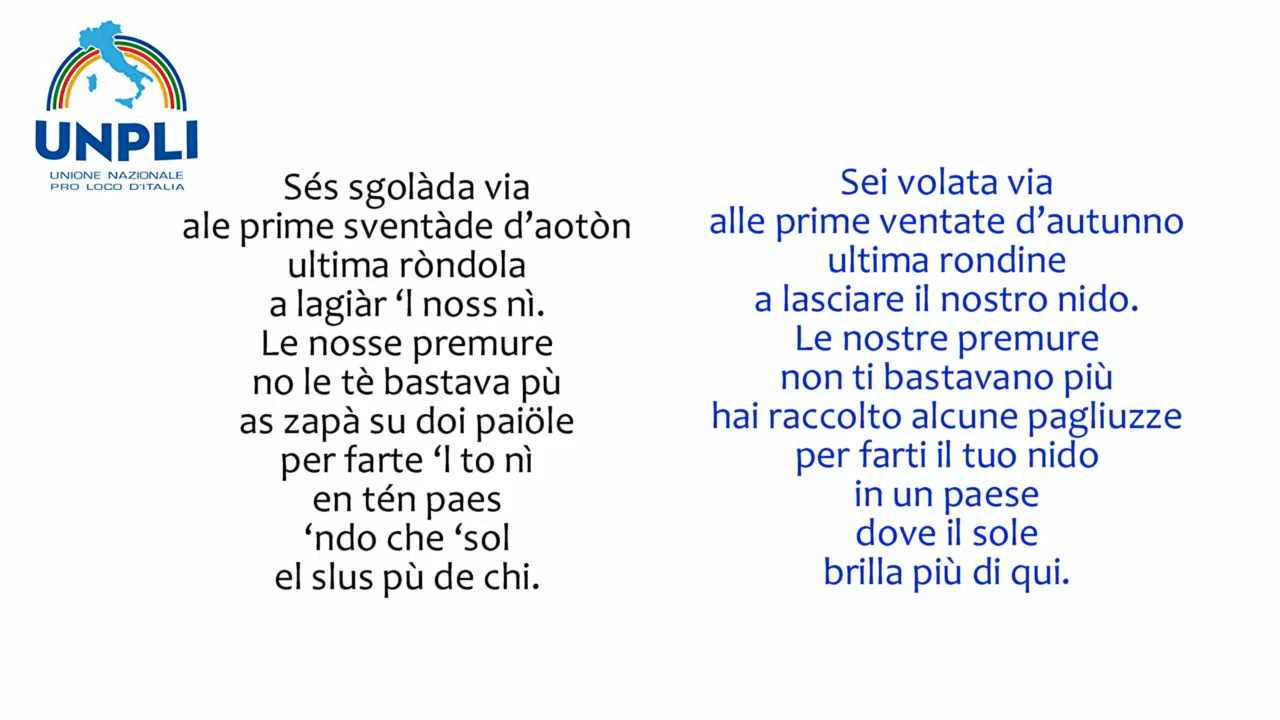 UNPLI
UNIONE NAZIONALE
PRO LOCO D'ITALIA
Sés sgolàda via
ale prime sventàde d’aotòn
ultima ròndola
a lagiàr ‘l noss nì.
Le nosse premure
no le tè bastava pù
as zapà su doi paiöle
per farte ‘l to nì
en tén paes
‘ndo che ‘sol
el slus pù de chi.
Sei volata via
alle prime ventate d’autunno
ultima rondine
a lasciare il nostro nido.
Le nostre premure
non ti bastavano più
hai raccolto alcune pagliuzze
per farti il tuo nido
in un paese
dove il sole
brilla più di qui.